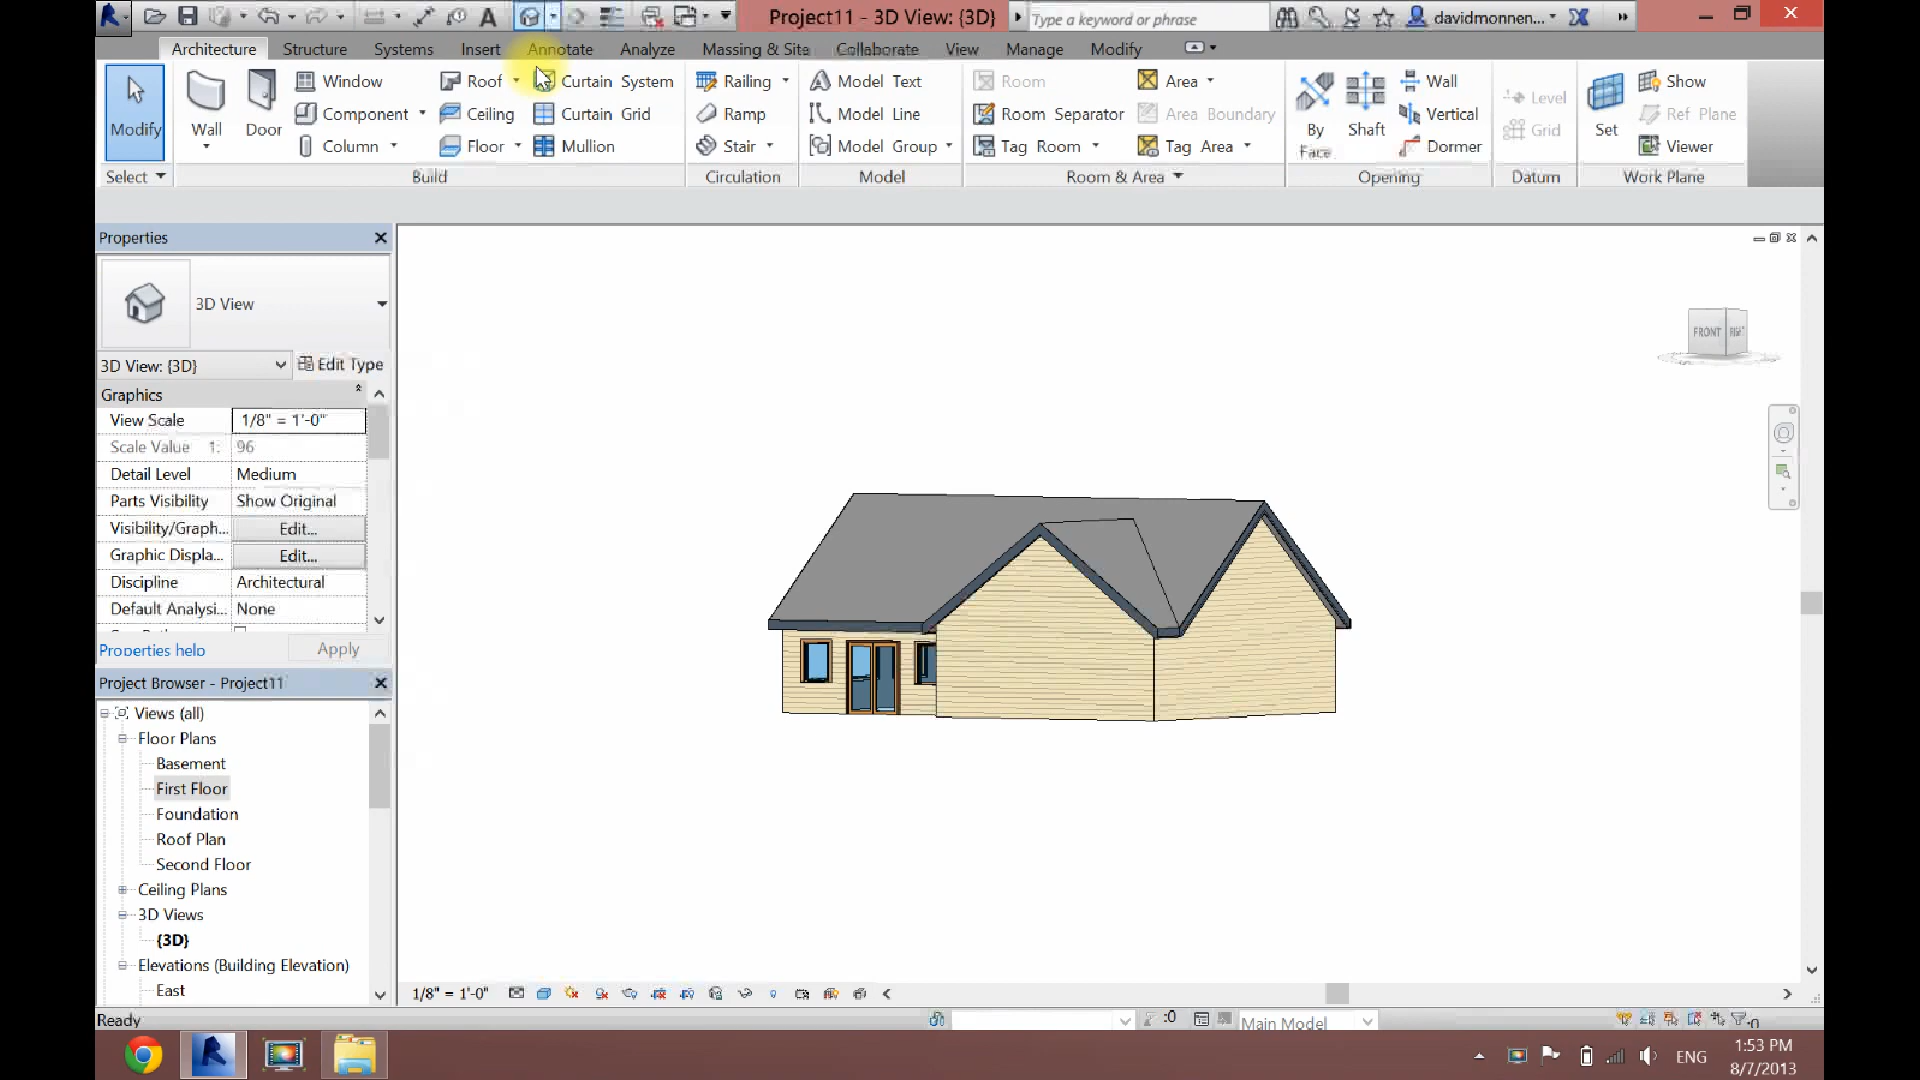 Project11 - 3D View: {3D}
Type a keyword or phrase
davidmonnen...
Architecture Structure Systems Insert Annotate Analyze Massing & Site Collaborate View Manage Modify
Modify
Wall
Door
Window
Component
Column
Roof
Ceiling
Floor
Curtain System
Curtain Grid
Mullion
Railing
Ramp
Stair
Model Text
Model Line
Model Group
Room
Room Separator
Tag Room
Area
Area Boundary
Tag Area
By Face
Shaft
Wall
Vertical
Dormer
Level
Grid
Set
Show
Ref Plane
Viewer
Select Build Circulation Model Room & Area Opening Datum Work Plane
Properties
3D View
3D View: {3D} Edit Type
Graphics
View Scale 1/8" = 1'-0"
Scale Value 1: 96
Detail Level Medium
Parts Visibility Show Original
Visibility/Graph... Edit...
Graphic Displa... Edit...
Discipline Architectural
Default Analysi... None
Properties help Apply
Project Browser - Project11
Views (all)
Floor Plans
Basement
First Floor
Foundation
Roof Plan
Second Floor
Ceiling Plans
3D Views
{3D}
Elevations (Building Elevation)
East
FRONT
1/8" = 1'-0"
Ready
:0
Main Model
:0
ENG
1:53 PM
8/7/2013